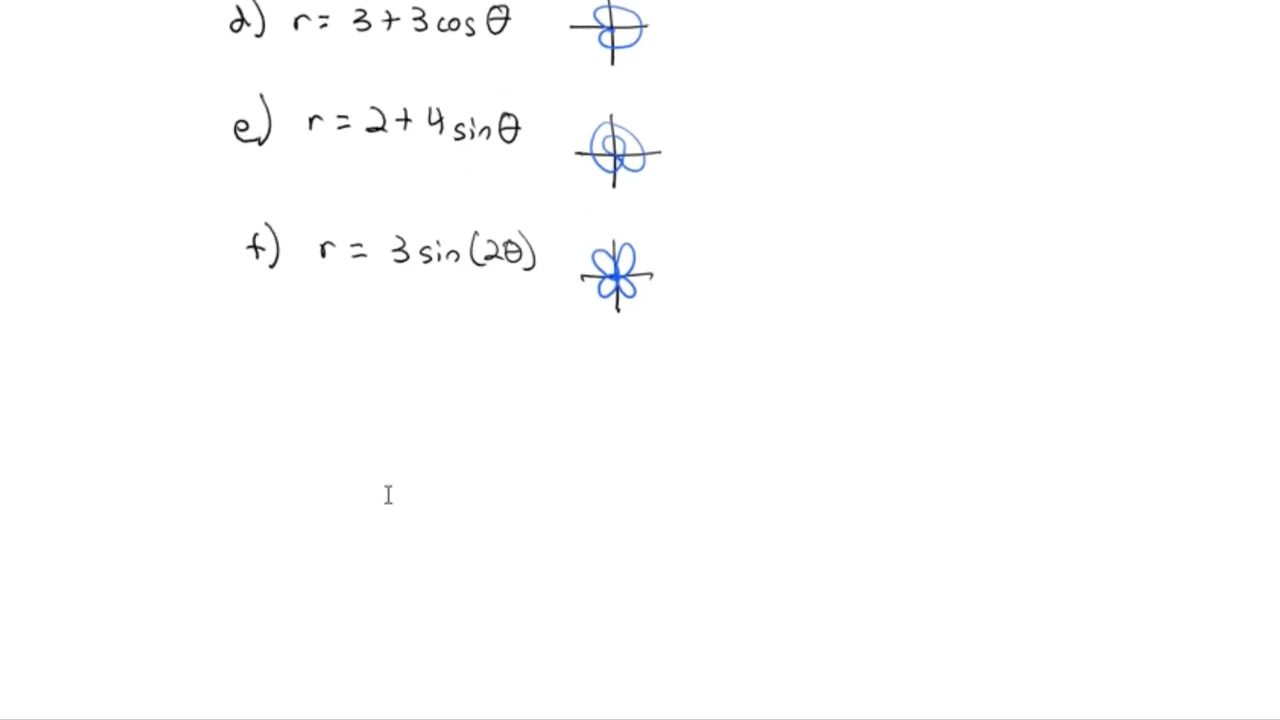 d) r = 3 + 3 cos θ
e) r = 2 + 4 sin θ
f) r = 3 sin(2θ)